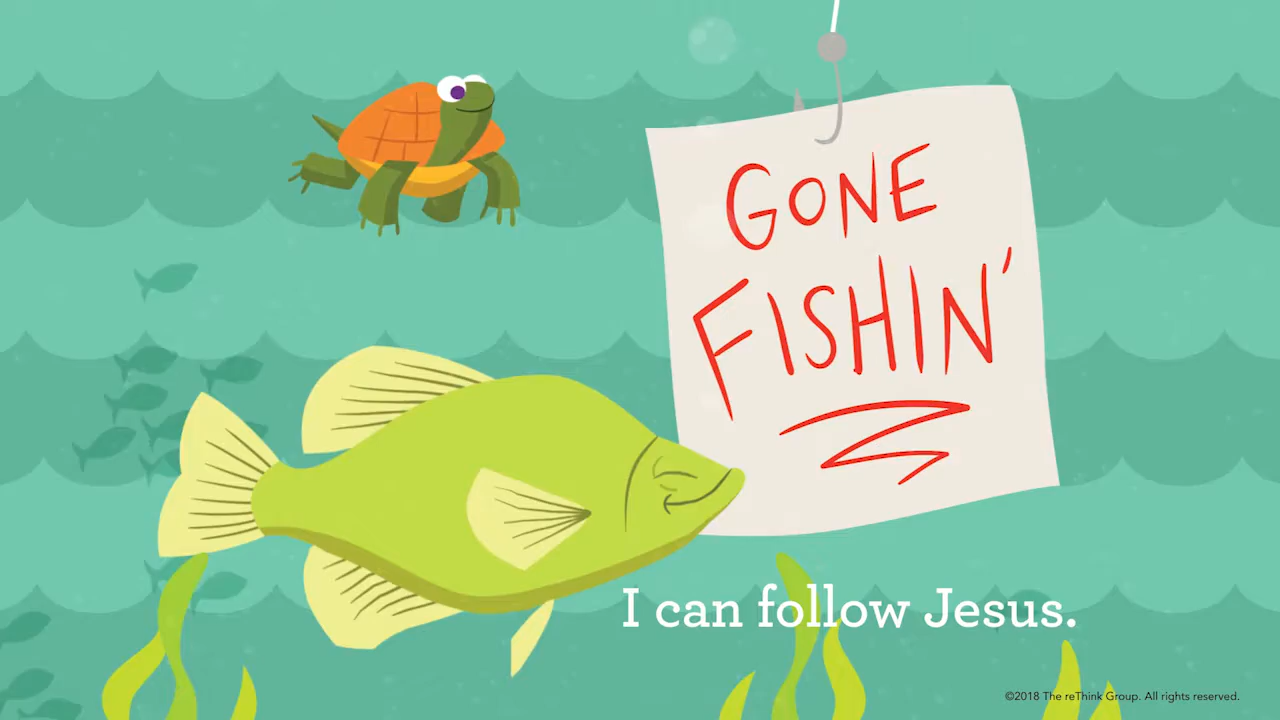 GONE
FISHIN'
I can follow Jesus.
©2018 The reThink Group. All rights reserved.